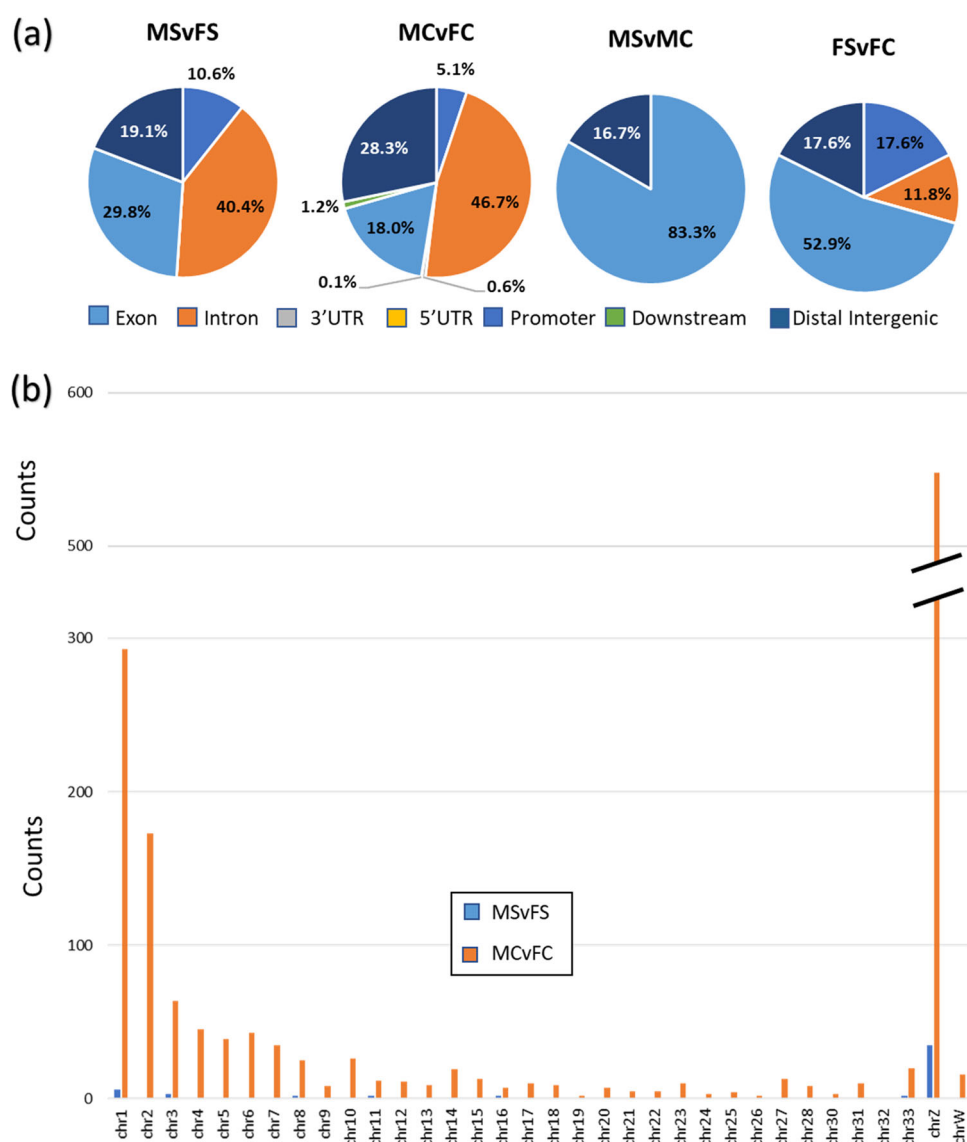 (a)
MSvFS MCvFC MSvMC FSvFC
10.6% 5.1%
19.1% 28.3% 16.7% 17.6% 17.6%
40.4% 46.7% 11.8%
29.8% 1.2% 18.0% 83.3% 52.9%
0.1% 0.6%
Exon Intron 3'UTR 5'UTR Promoter Downstream Distal Intergenic
(b)
600
Counts
500
300
200
Counts
100
0
MSvFS
MCvFC
chr1 chr2 chr3 chr4 chr5 chr6 chr7 chr8 chr9 chr10 chr11 chr12 chr13 chr14 chr15 chr16 chr17 chr18 chr19 chr20 chr21 chr22 chr23 chr24 chr25 chr26 chr27 chr28 chr30 chr31 chr32 chr33 chrZ chrW